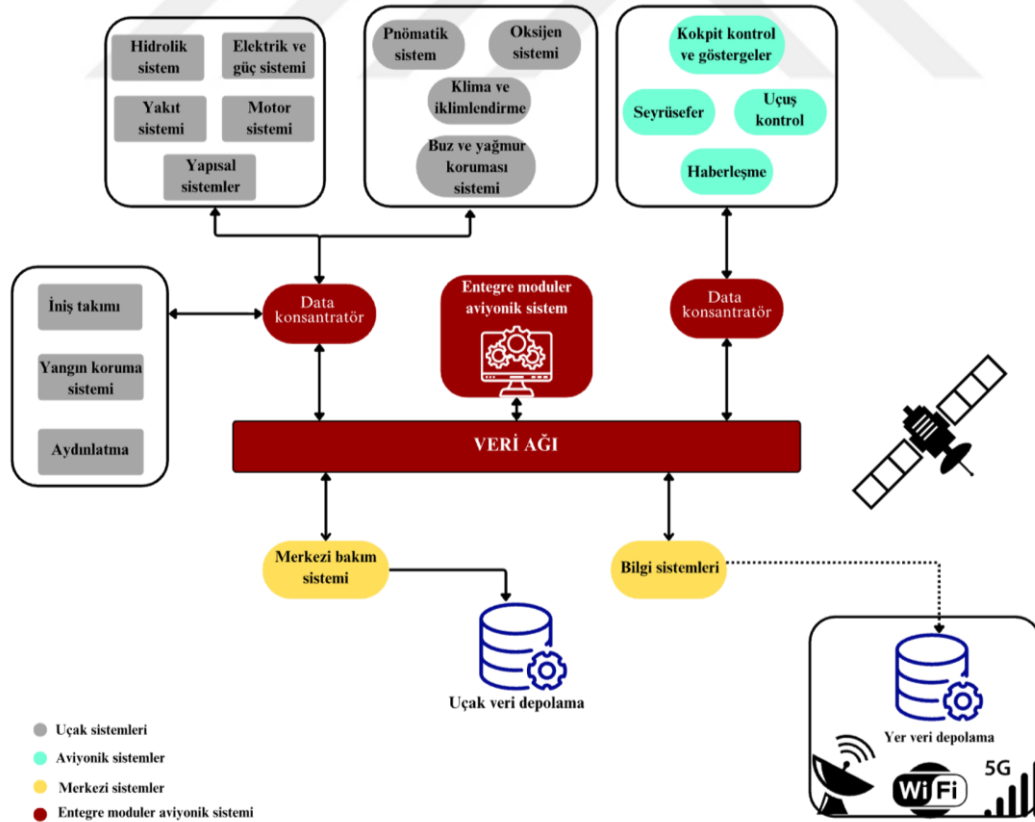 Hidrolik
sistem
Elektrik ve
güç sistemi
Yakıt
sistemi
Motor
sistemi
Yapısal
sistemler
Pnömatik
sistem
Oksijen
sistemi
Klima ve
iklimlendirme
Buz ve yağmur
koruması
sistemi
Kokpit kontrol
ve göstergeler
Seyrüsefer
Uçuş
kontrol
Haberleşme
İniş takımı
Yangın koruma
sistemi
Aydınlatma
Data
konsantratör
Entegre moduler
aviyonik sistem
Data
konsantratör
VERİ AĞI
Merkezi bakım
sistemi
Bilgi sistemleri
Uçak veri depolama
Yer veri depolama
WiFi
5G
Uçak sistemleri
Aviyonik sistemler
Merkezi sistemler
Entegre moduler aviyonik sistemi